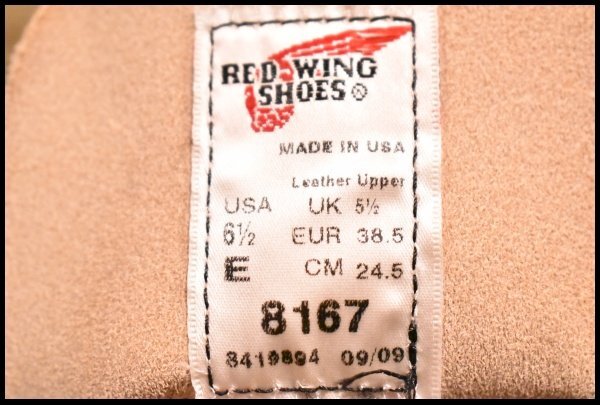 RED WING
SHOES®
MADE IN USA
Leather Upper
USA UK 5½
6½ EUR 38.5
E CM 24.5
8167
3419894 09/09